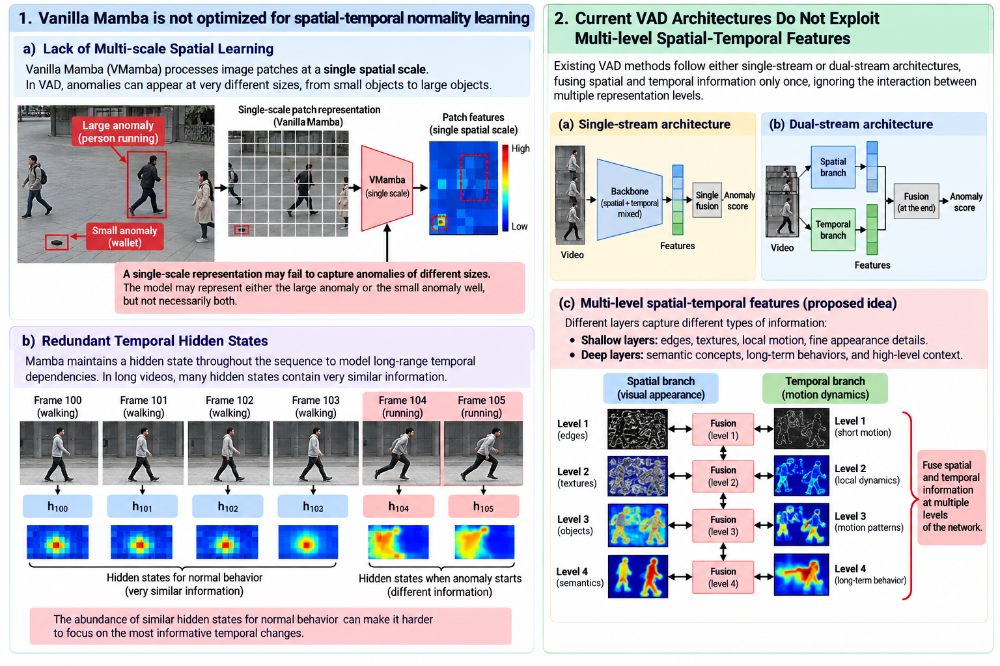 1. Vanilla Mamba is not optimized for spatial-temporal normality learning
a) Lack of Multi-scale Spatial Learning
Vanilla Mamba (VMamba) processes image patches at a single spatial scale.
In VAD, anomalies can appear at very different sizes, from small objects to large objects.
Large anomaly
(person running)
Small anomaly
(wallet)
Single-scale patch representation
(Vanilla Mamba)
VMamba
(single scale)
Patch features
(single spatial scale)
High
Low
A single-scale representation may fail to capture anomalies of different sizes.
The model may represent either the large anomaly or the small anomaly well,
but not necessarily both.
b) Redundant Temporal Hidden States
Mamba maintains a hidden state throughout the sequence to model long-range temporal
dependencies. In long videos, many hidden states contain very similar information.
Frame 100
(walking)
Frame 101
(walking)
Frame 102
(walking)
Frame 103
(walking)
Frame 104
(running)
Frame 105
(running)
h100
h101
h102
h102
h104
h105
Hidden states for normal behavior
(very similar information)
Hidden states when anomaly starts
(different information)
The abundance of similar hidden states for normal behavior can make it harder
to focus on the most informative temporal changes.
2. Current VAD Architectures Do Not Exploit
Multi-level Spatial-Temporal Features
Existing VAD methods follow either single-stream or dual-stream architectures,
fusing spatial and temporal information only once, ignoring the interaction between
multiple representation levels.
(a) Single-stream architecture
Video
Backbone
(spatial + temporal
mixed)
Features
Single
fusion
Anomaly
score
(b) Dual-stream architecture
Video
Spatial
branch
Temporal
branch
Features
Fusion
(at the end)
Anomaly
score
(c) Multi-level spatial-temporal features (proposed idea)
Different layers capture different types of information:
• Shallow layers: edges, textures, local motion, fine appearance details.
• Deep layers: semantic concepts, long-term behaviors, and high-level context.
Spatial branch
(visual appearance)
Temporal branch
(motion dynamics)
Level 1
(edges)
Fusion
(level 1)
Level 1
(short motion)
Level 2
(textures)
Fusion
(level 2)
Level 2
(local dynamics)
Level 3
(objects)
Fusion
(level 3)
Level 3
(motion patterns)
Level 4
(semantics)
Fusion
(level 4)
Level 4
(long-term behavior)
Fuse spatial
and temporal
information
at multiple
levels
of the network.